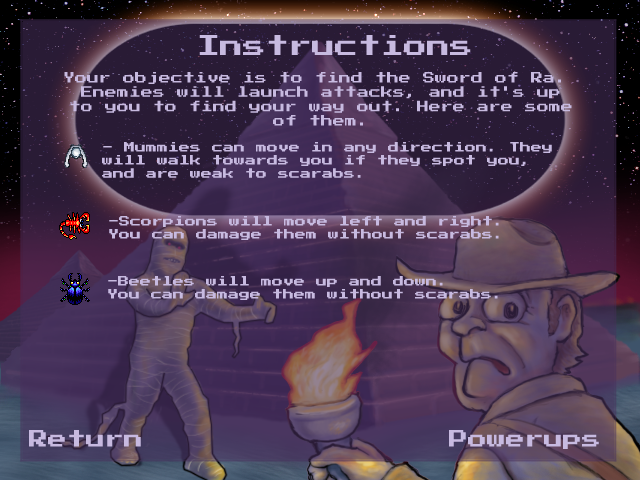 Instructions
Your objective is to find the Sword of Ra.
Enemies will launch attacks, and it's up
to you to find your way out. Here are some
of them.
- Mummies can move in any direction. They
will walk towards you if they spot you,
and are weak to scarabs.
-Scorpions will move left and right.
You can damage them without scarabs.
-Beetles will move up and down.
You can damage them without scarabs.
Return
Powerups